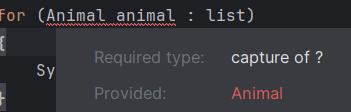 for (Animal animal : list)
{
Sy
Required type: capture of ?
Provided: Animal
}